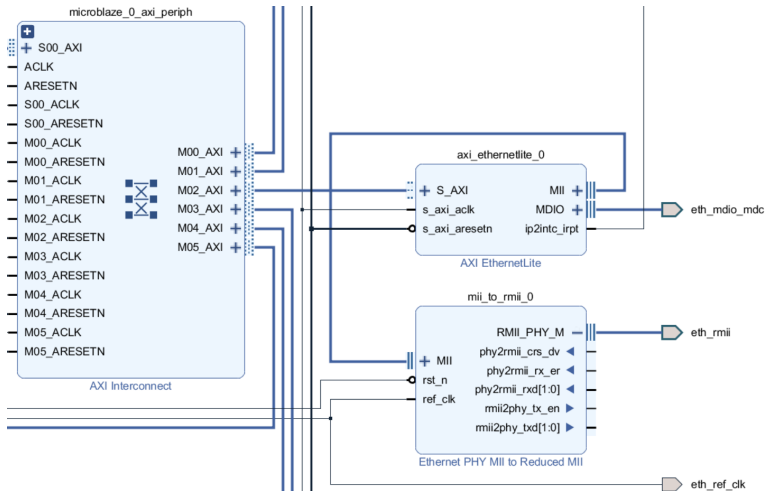 microblaze_0_axi_periph
S00_AXI
ACLK
ARESETN
S00_ACLK
S00_ARESETN
M00_ACLK
M00_ARESETN
M01_ACLK
M01_ARESETN
M02_ACLK
M02_ARESETN
M03_ACLK
M03_ARESETN
M04_ACLK
M04_ARESETN
M05_ACLK
M05_ARESETN
M00_AXI
M01_AXI
M02_AXI
M03_AXI
M04_AXI
M05_AXI
AXI Interconnect
axi_ethernetlite_0
S_AXI
s_axi_aclk
s_axi_aresetn
MII
MDIO
ip2intc_irpt
AXI EthernetLite
eth_mdio_mdc
mii_to_rmii_0
MII
rst_n
ref_clk
RMII_PHY_M
phy2rmii_crs_dv
phy2rmii_rx_er
phy2rmii_rxd[1:0]
rmii2phy_tx_en
rmii2phy_txd[1:0]
Ethernet PHY MII to Reduced MII
eth_rmii
eth_ref_clk